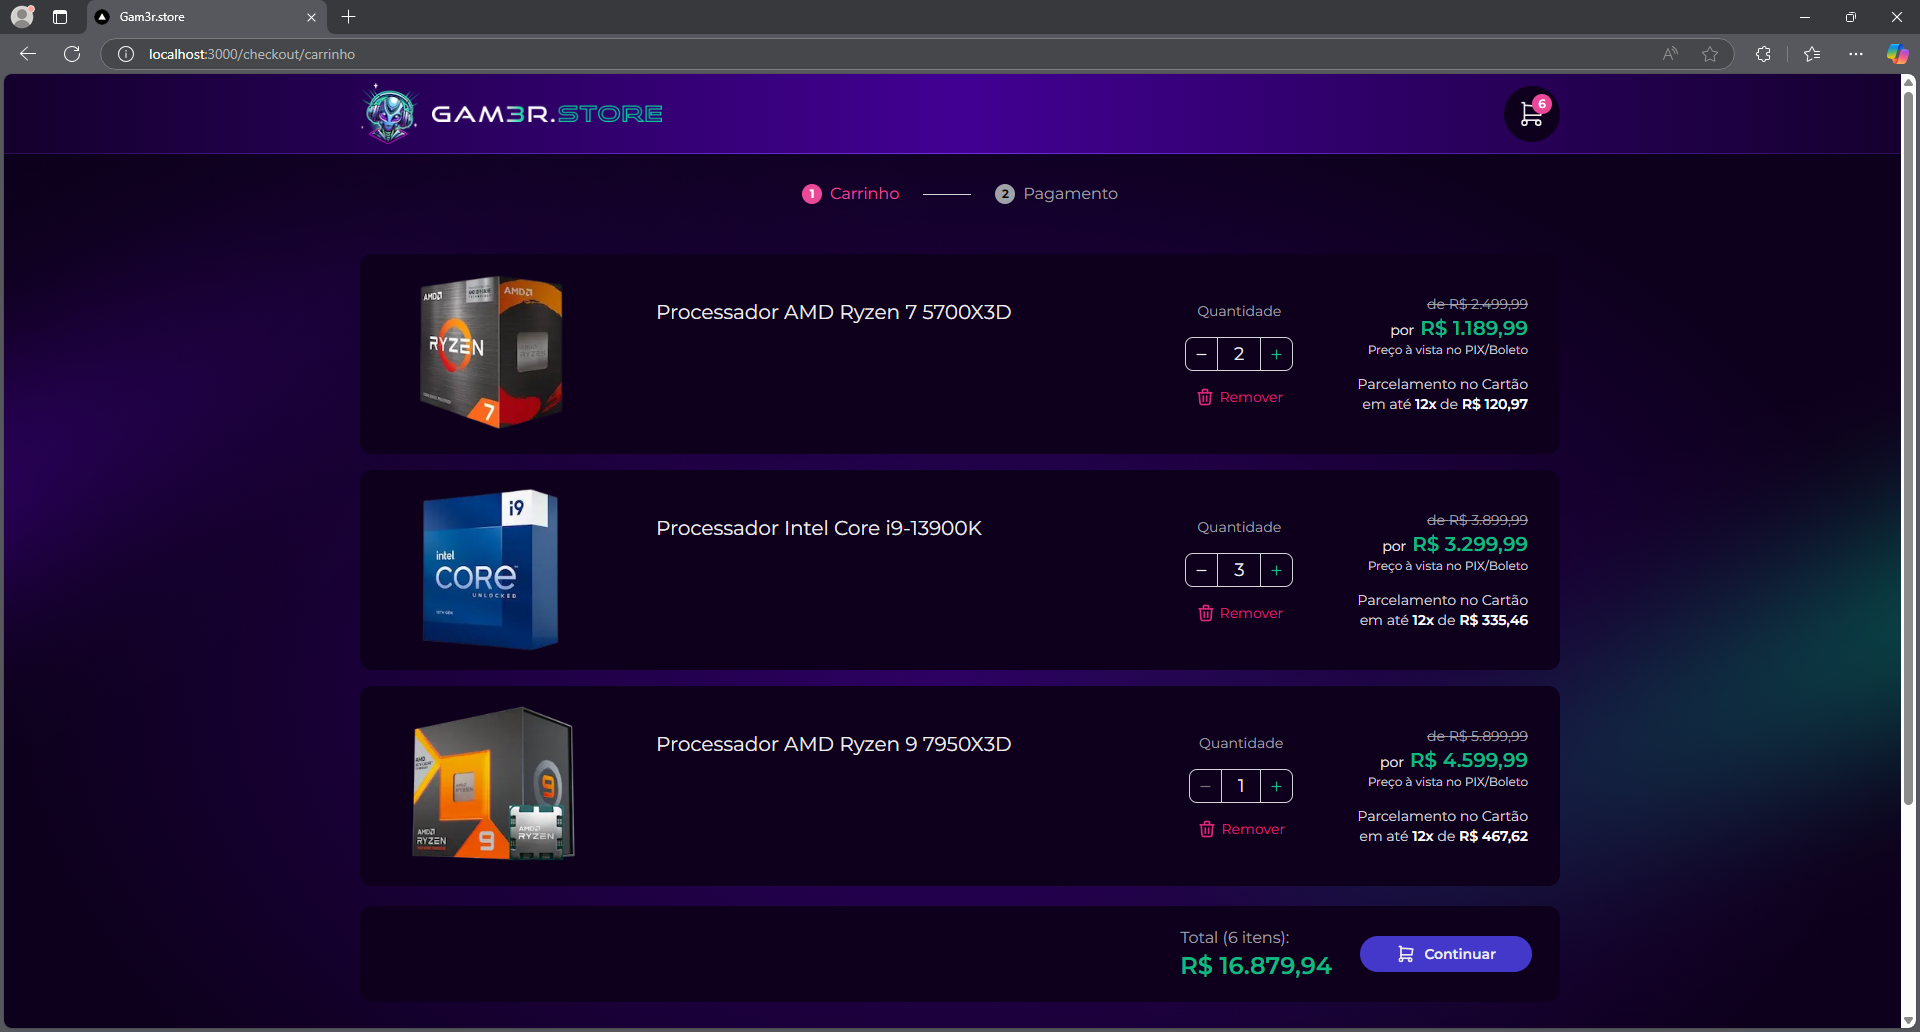 Gam3r.store
localhost:3000/checkout/carrinho
GAM3R.STORE
6
1 Carrinho
2 Pagamento
AMD
AMD
RYZEN
7
Processador AMD Ryzen 7 5700X3D
Quantidade
− 2 +
Remover
de R$ 2.499,99
por R$ 1.189,99
Preço à vista no PIX/Boleto
Parcelamento no Cartão
em até 12x de R$ 120,97
i9
intel
CORE
UNLOCKED
Processador Intel Core i9-13900K
Quantidade
− 3 +
Remover
de R$ 3.899,99
por R$ 3.299,99
Preço à vista no PIX/Boleto
Parcelamento no Cartão
em até 12x de R$ 335,46
AMD
RYZEN
9
9
AMD
RYZEN
Processador AMD Ryzen 9 7950X3D
Quantidade
− 1 +
Remover
de R$ 5.899,99
por R$ 4.599,99
Preço à vista no PIX/Boleto
Parcelamento no Cartão
em até 12x de R$ 467,62
Total (6 itens):
R$ 16.879,94
Continuar